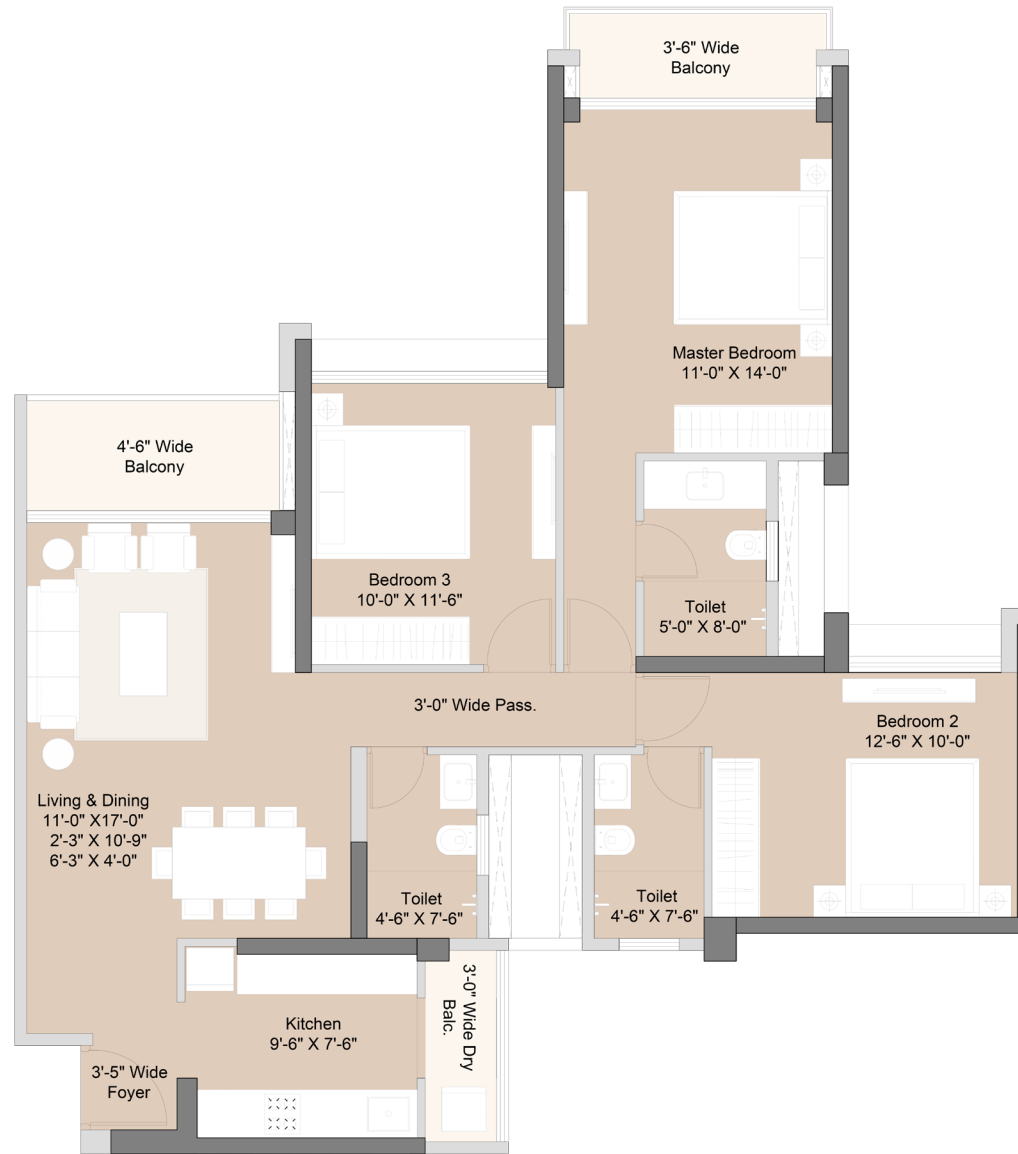 3'-6" Wide
Balcony
Master Bedroom
11'-0" X 14'-0"
4'-6" Wide
Balcony
Bedroom 3
10'-0" X 11'-6"
Toilet
5'-0" X 8'-0"
3'-0" Wide Pass.
Bedroom 2
12'-6" X 10'-0"
Living & Dining
11'-0" X17'-0"
2'-3" X 10'-9"
6'-3" X 4'-0"
Toilet
4'-6" X 7'-6"
Toilet
4'-6" X 7'-6"
3'-0" Wide Dry
Balc.
Kitchen
9'-6" X 7'-6"
3'-5" Wide
Foyer